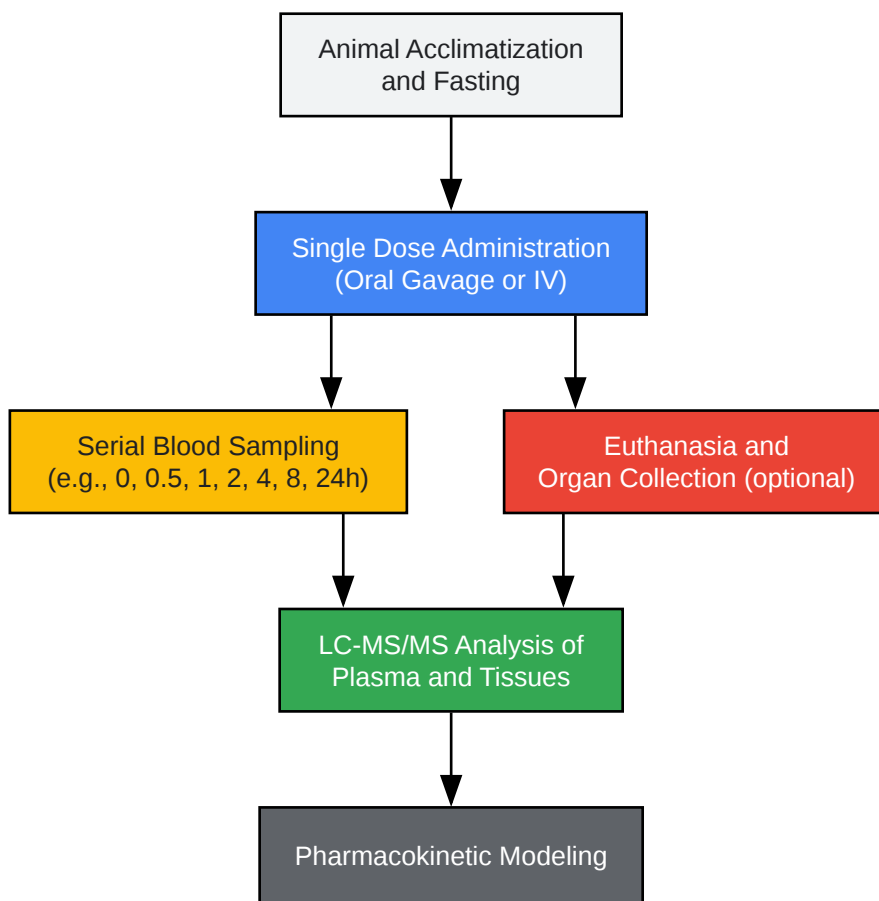 Animal Acclimatization
and Fasting
Single Dose Administration
(Oral Gavage or IV)
Serial Blood Sampling
(e.g., 0, 0.5, 1, 2, 4, 8, 24h)
Euthanasia and
Organ Collection (optional)
LC-MS/MS Analysis of
Plasma and Tissues
Pharmacokinetic Modeling